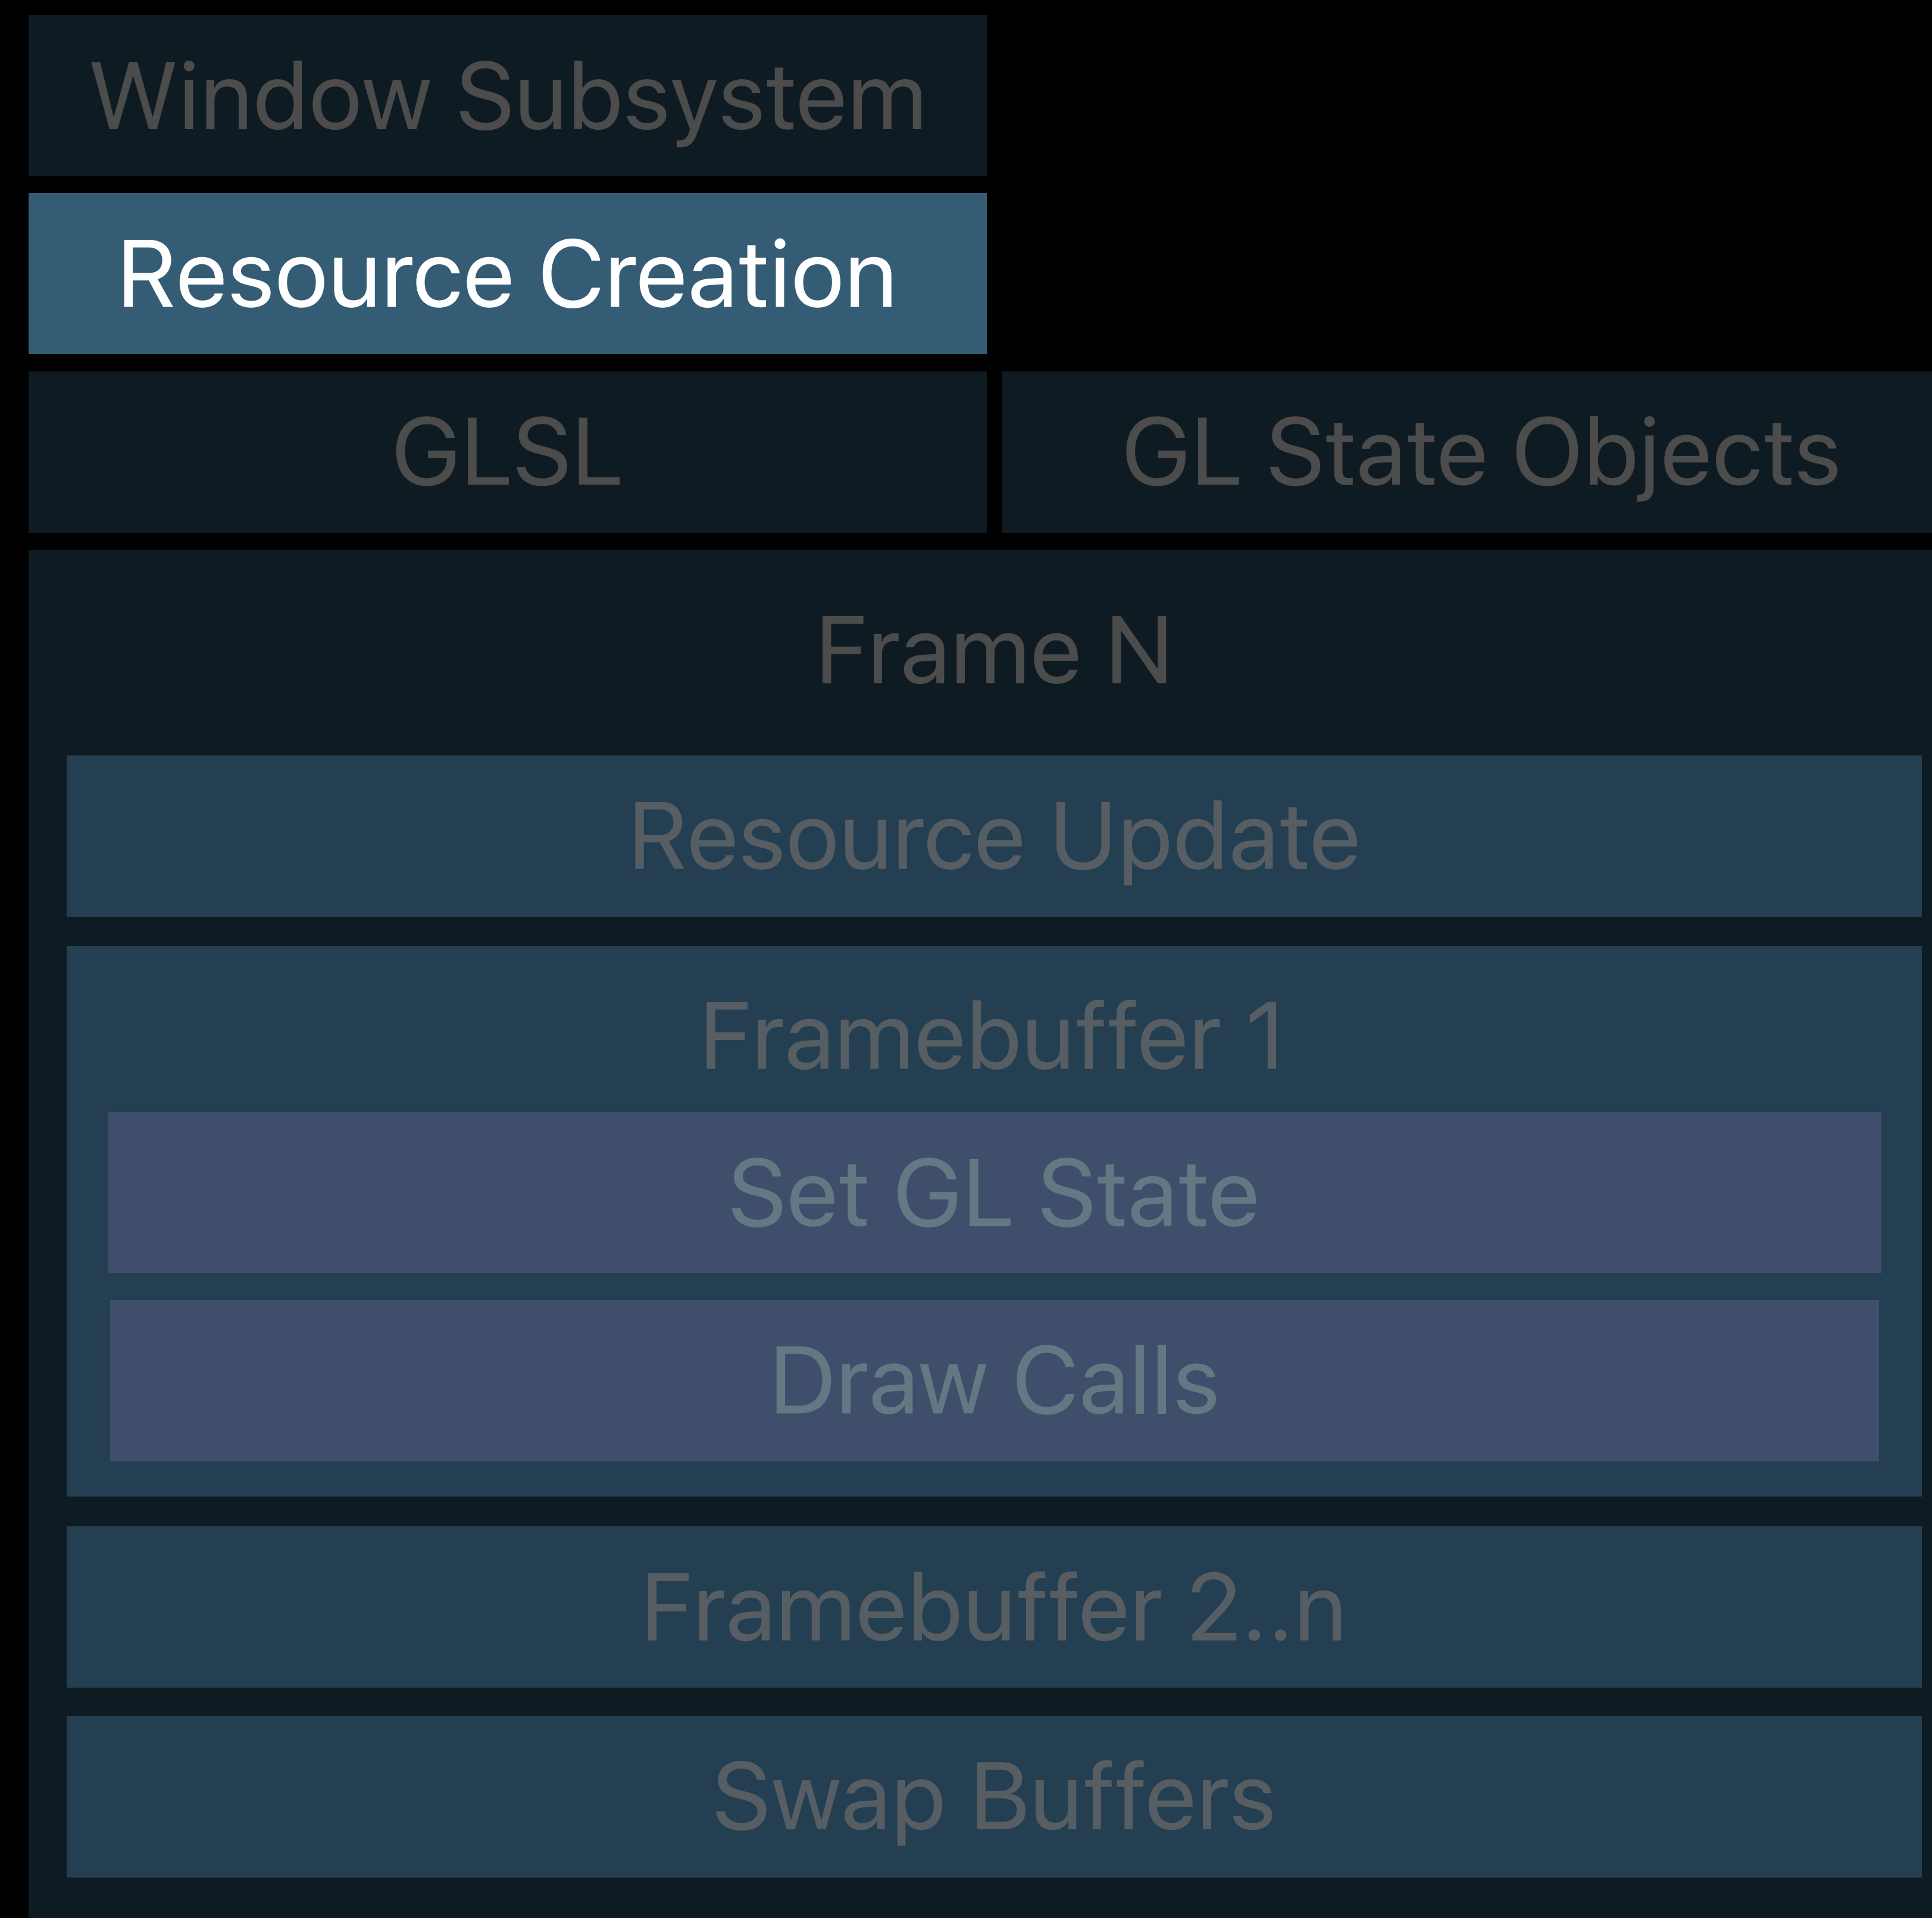 Window Subsystem
Resource Creation
GLSL
GL State Objects
Frame N
Resource Update
Framebuffer 1
Set GL State
Draw Calls
Framebuffer 2..n
Swap Buffers